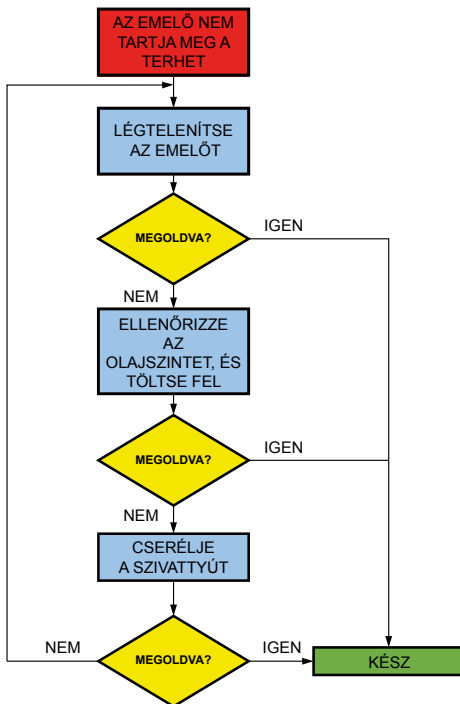 AZ EMELŐ NEM
TARTJA MEG A
TERHET
LÉGTELENÍTSE
AZ EMELŐT
MEGOLDVA?
IGEN
NEM
ELLENŐRIZZE
AZ
OLAJSZINTET, ÉS
TÖLTSE FEL
MEGOLDVA?
IGEN
NEM
CSERÉLJE
A SZIVATTYÚT
NEM
MEGOLDVA?
IGEN
KÉSZ